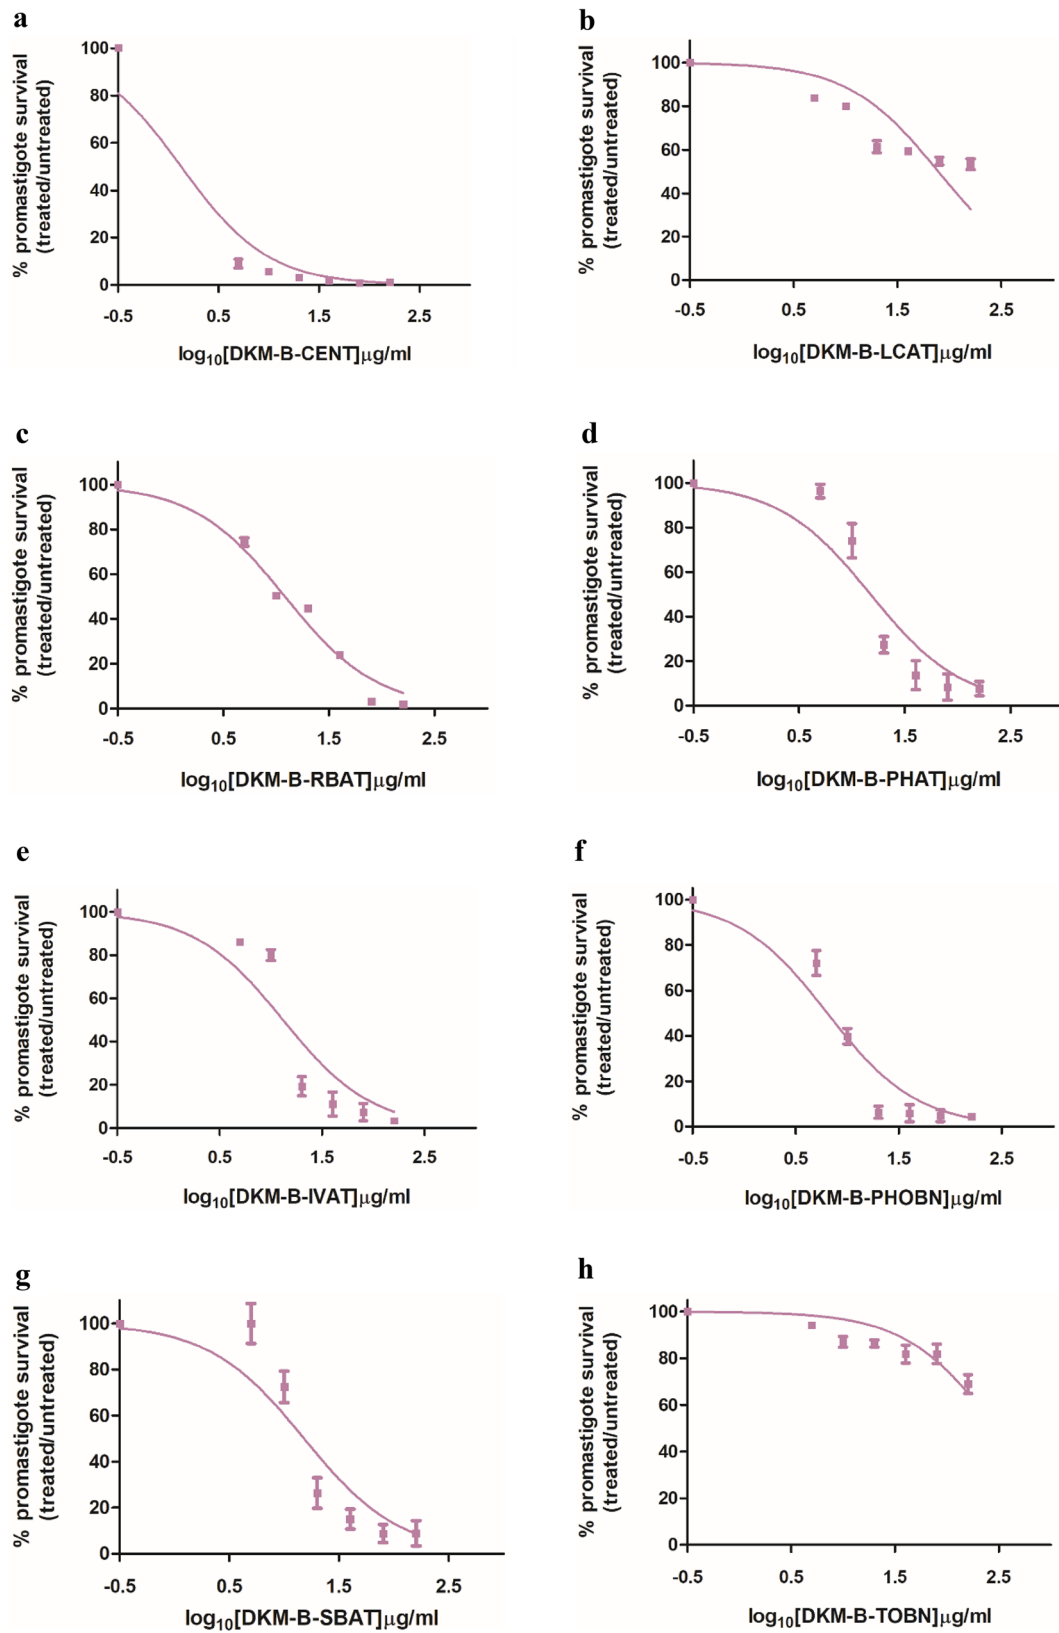 a
% promastigote survival
(treated/untreated)
100
80
60
40
20
0
-0.5 0.5 1.5 2.5
log10[DKM-B-CENT]μg/ml
b
% promastigote survival
(treated/untreated)
100
80
60
40
20
0
-0.5 0.5 1.5 2.5
log10[DKM-B-LCAT]μg/ml
c
% promastigote survival
(treated/untreated)
100
80
60
40
20
0
-0.5 0.5 1.5 2.5
log10[DKM-B-RBAT]μg/ml
d
% promastigote survival
(treated/untreated)
100
80
60
40
20
0
-0.5 0.5 1.5 2.5
log10[DKM-B-PHAT]μg/ml
e
% promastigote survival
(treated/untreated)
100
80
60
40
20
0
-0.5 0.5 1.5 2.5
log10[DKM-B-IVAT]μg/ml
f
% promastigote survival
(treated/untreated)
100
80
60
40
20
0
-0.5 0.5 1.5 2.5
log10[DKM-B-PHOBN]μg/ml
g
% promastigote survival
(treated/untreated)
100
80
60
40
20
0
-0.5 0.5 1.5 2.5
log10[DKM-B-SBAT]μg/ml
h
% promastigote survival
(treated/untreated)
100
80
60
40
20
0
-0.5 0.5 1.5 2.5
log10[DKM-B-TOBN]μg/ml